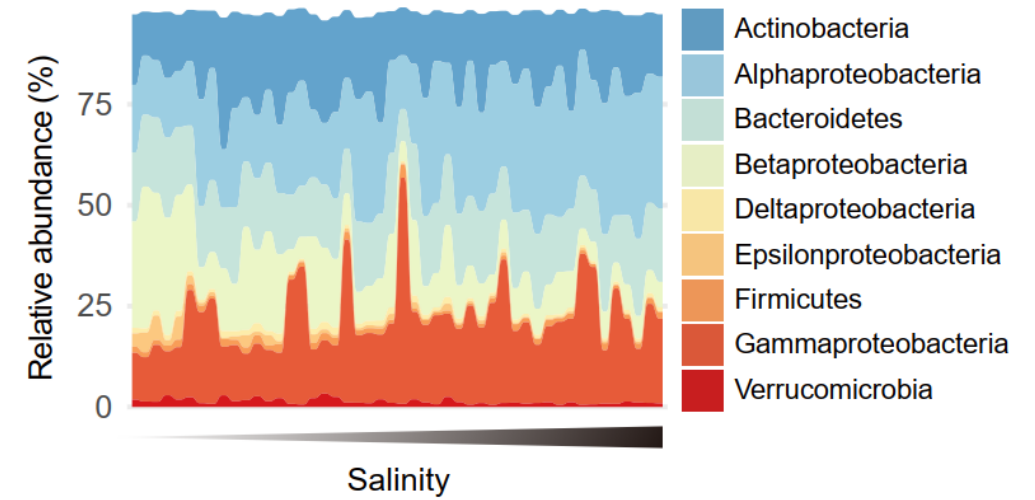 Relative abundance (%)
75
50
25
0
Salinity
Actinobacteria
Alphaproteobacteria
Bacteroidetes
Betaproteobacteria
Deltaproteobacteria
Epsilonproteobacteria
Firmicutes
Gammaproteobacteria
Verrucomicrobia